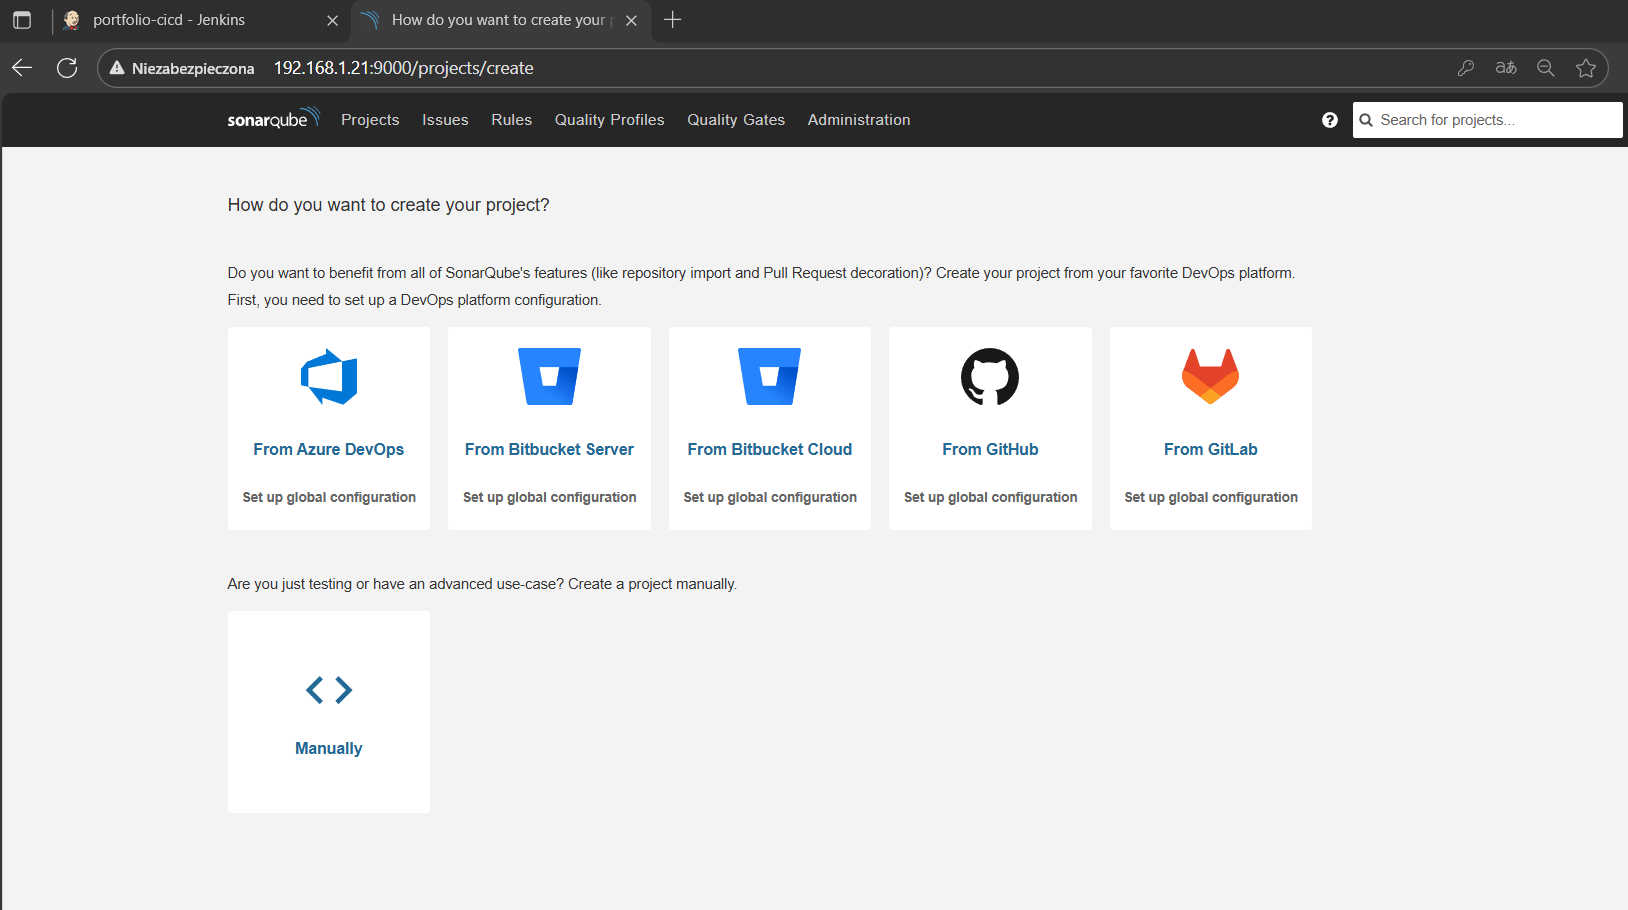 portfolio-cicd - Jenkins
How do you want to create your
Niezabezpieczona 192.168.1.21:9000/projects/create
aあ
sonarqube Projects Issues Rules Quality Profiles Quality Gates Administration ? Search for projects...
How do you want to create your project?
Do you want to benefit from all of SonarQube's features (like repository import and Pull Request decoration)? Create your project from your favorite DevOps platform.
First, you need to set up a DevOps platform configuration.
From Azure DevOps From Bitbucket Server From Bitbucket Cloud From GitHub From GitLab
Set up global configuration Set up global configuration Set up global configuration Set up global configuration Set up global configuration
Are you just testing or have an advanced use-case? Create a project manually.
Manually